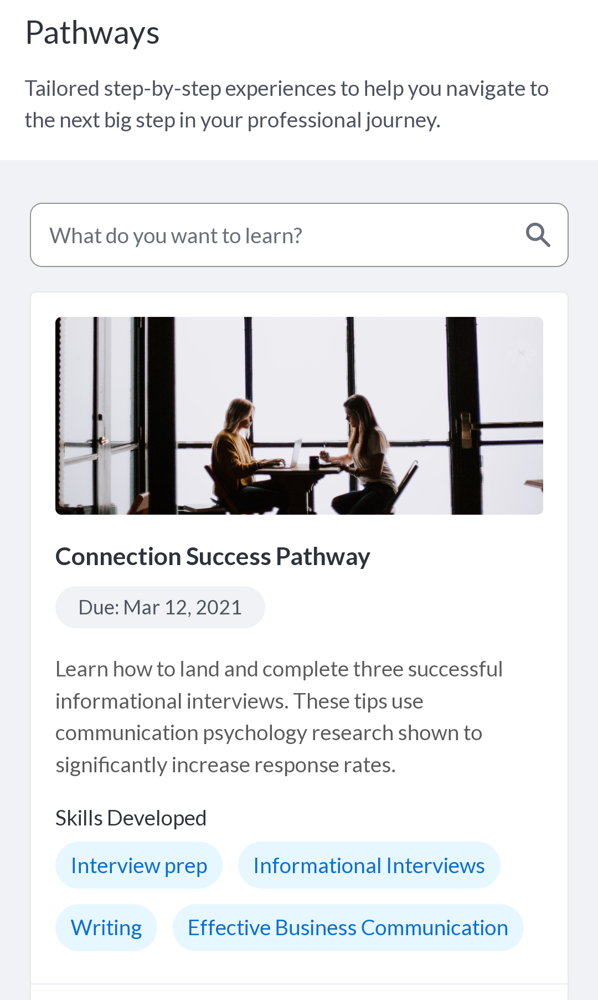 Pathways
Tailored step-by-step experiences to help you navigate to
the next big step in your professional journey.
What do you want to learn?
Connection Success Pathway
Due: Mar 12, 2021
Learn how to land and complete three successful
informational interviews. These tips use
communication psychology research shown to
significantly increase response rates.
Skills Developed
Interview prep
Informational Interviews
Writing
Effective Business Communication